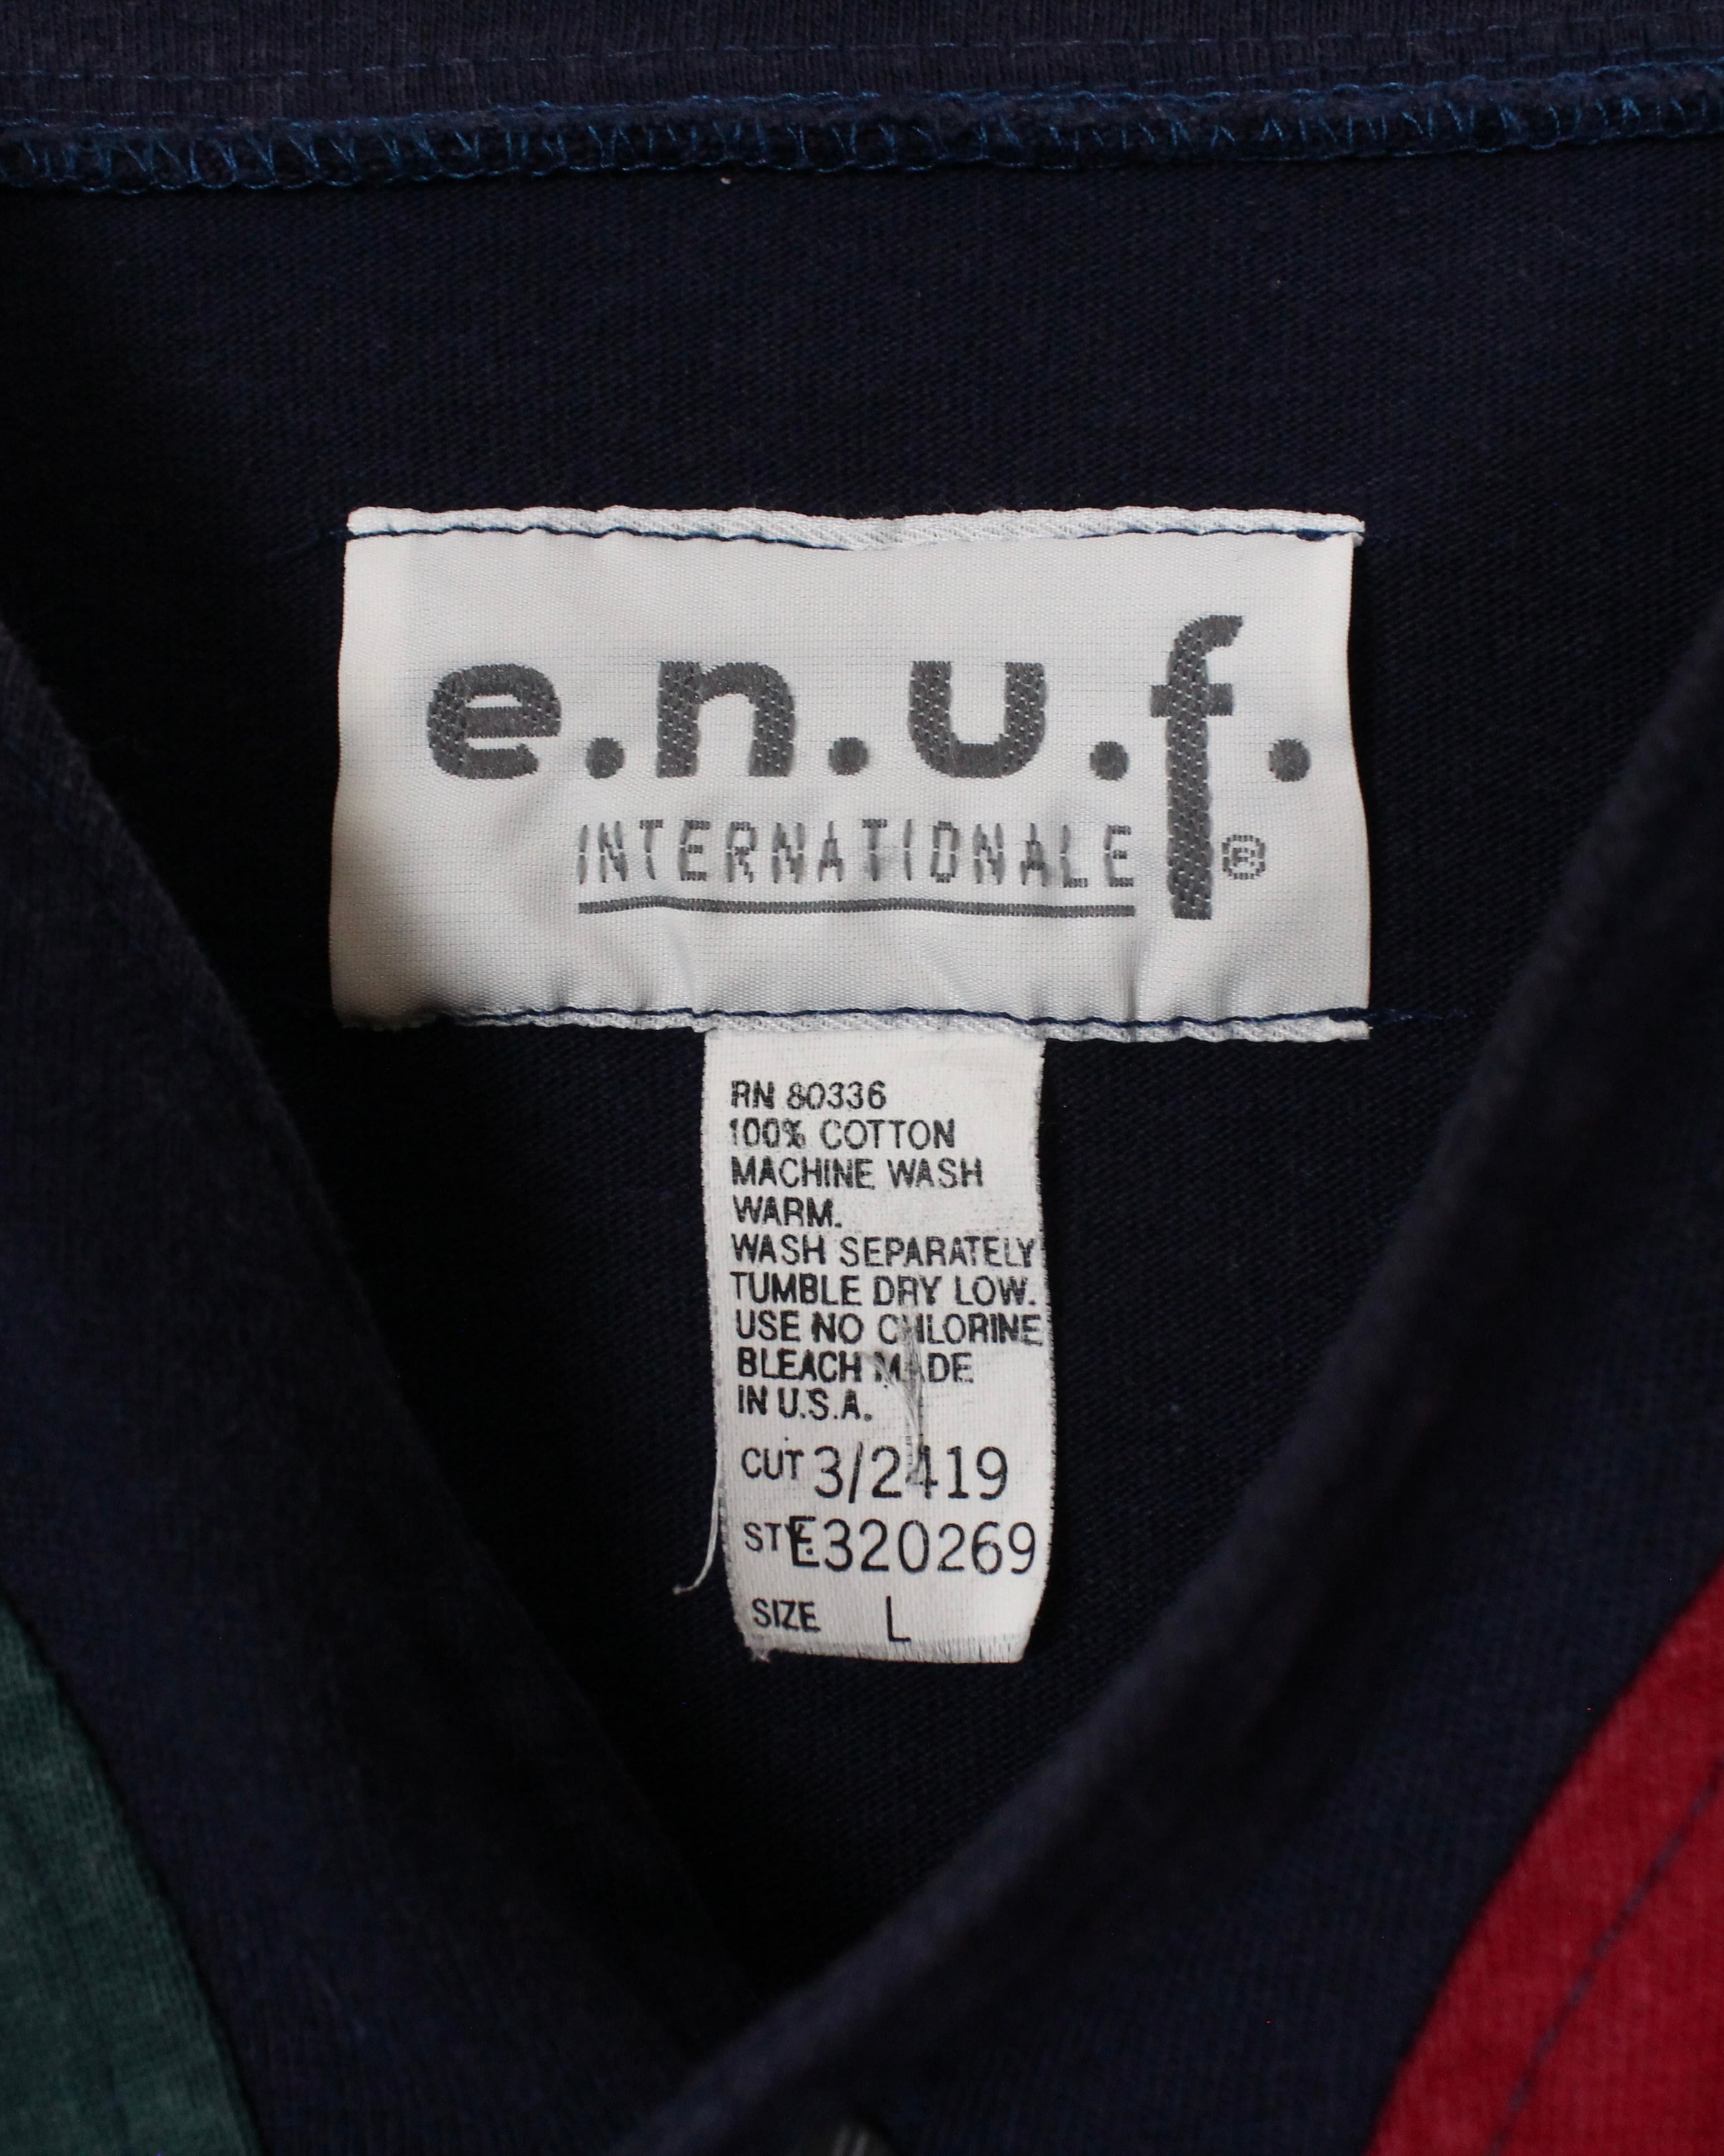 e.n.u.f.
INTERNATIONALE ®
RN 80336
100% COTTON
MACHINE WASH
WARM.
WASH SEPARATELY
TUMBLE DRY LOW.
USE NO CHLORINE
BLEACH MADE
IN U.S.A.
CUT 3/2419
STY. E320269
SIZE L